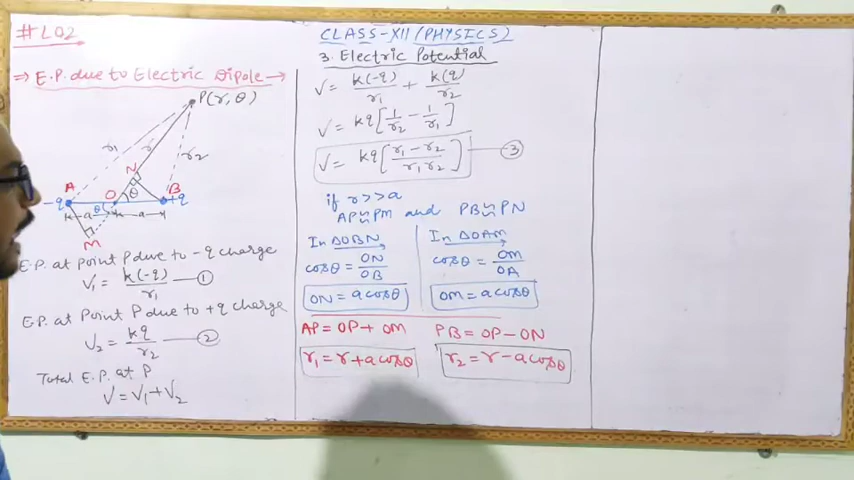 #L02
CLASS-XII (PHYSICS)
3. Electric Potential
⇒ E.P. due to Electric Dipole →
P(r, θ)
r₁
r
r₂
N
A
O
θ
B
-q
θ
+q
a
a
M
E.P. at point P due to -q charge
V₁ = k(-q)/r₁ —①
E.P. at Point P due to +q charge
V₂ = kq/r₂ —②
Total E.P. at P
V = V₁ + V₂
V = k(-q)/r₁ + k(q)/r₂
V = kq[1/r₂ - 1/r₁]
V = kq[(r₁ - r₂)/(r₁ r₂)] —③
if r >> a
AP ≈ PM and PB ≈ PN
In ΔOBN
cosθ = ON/OB
ON = a cosθ
In ΔOAM
cosθ = OM/OA
OM = a cosθ
AP = OP + OM
r₁ = r + a cosθ
PB = OP - ON
r₂ = r - a cosθ